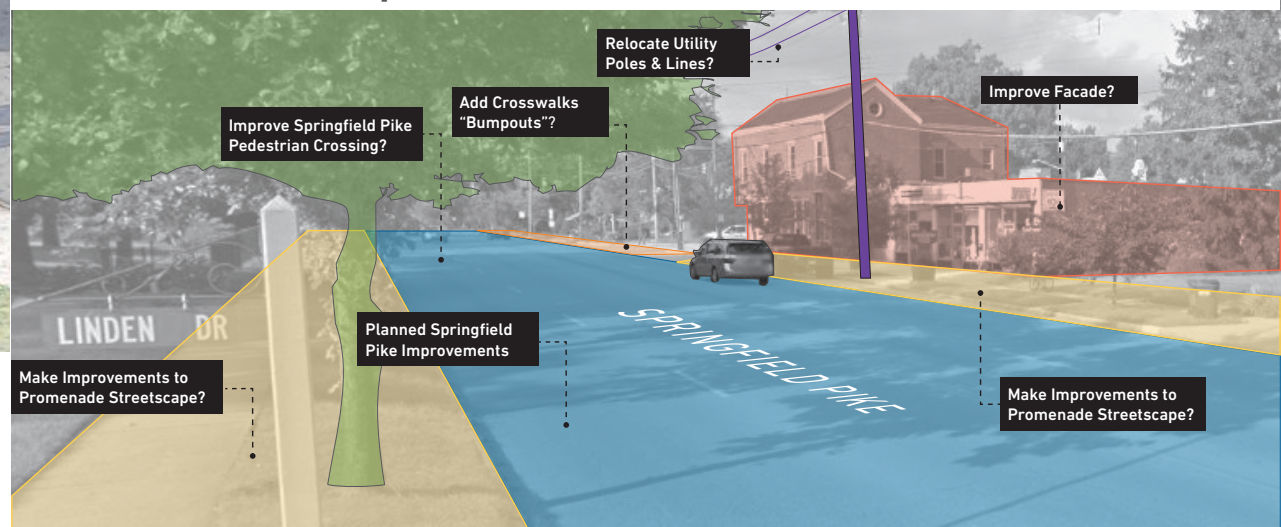 Relocate Utility
Poles & Lines?
Improve Facade?
Add Crosswalks
“Bumpouts”?
Improve Springfield Pike
Pedestrian Crossing?
LINDEN DR
Planned Springfield
Pike Improvements
SPRINGFIELD PIKE
Make Improvements to
Promenade Streetscape?
Make Improvements to
Promenade Streetscape?